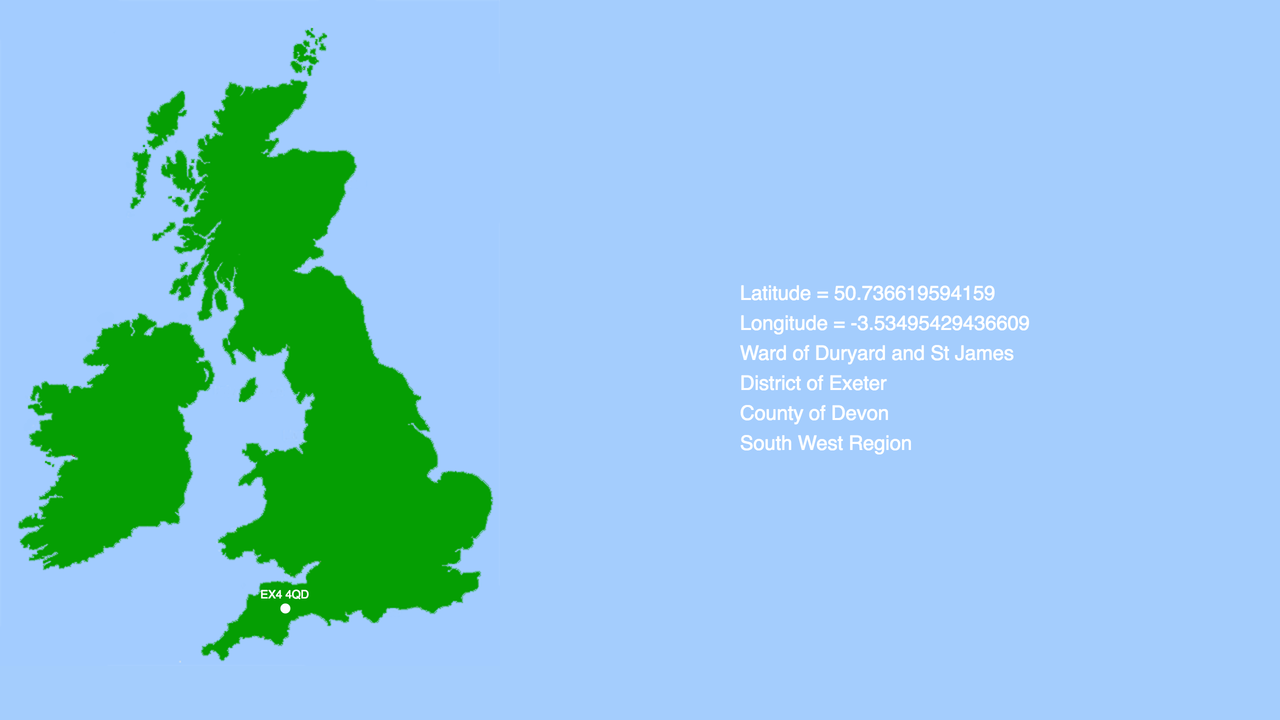 EX4 4QD
Latitude = 50.736619594159
Longitude = -3.53495429436609
Ward of Duryard and St James
District of Exeter
County of Devon
South West Region